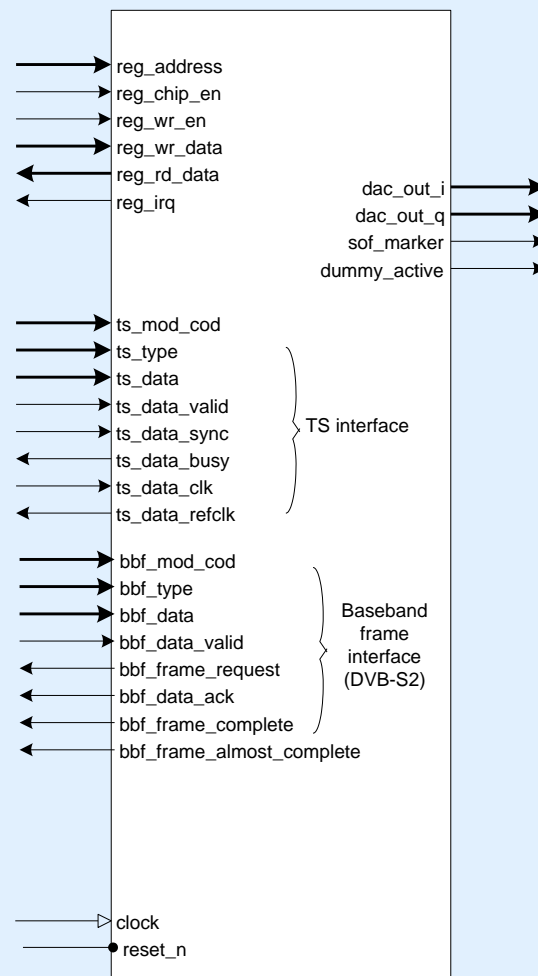 reg_address
reg_chip_en
reg_wr_en
reg_wr_data
reg_rd_data
reg_irq
dac_out_i
dac_out_q
sof_marker
dummy_active
ts_mod_cod
ts_type
ts_data
ts_data_valid
ts_data_sync
ts_data_busy
ts_data_clk
ts_data_refclk
TS interface
bbf_mod_cod
bbf_type
bbf_data
bbf_data_valid
bbf_frame_request
bbf_data_ack
bbf_frame_complete
bbf_frame_almost_complete
Baseband
frame
interface
(DVB-S2)
clock
reset_n